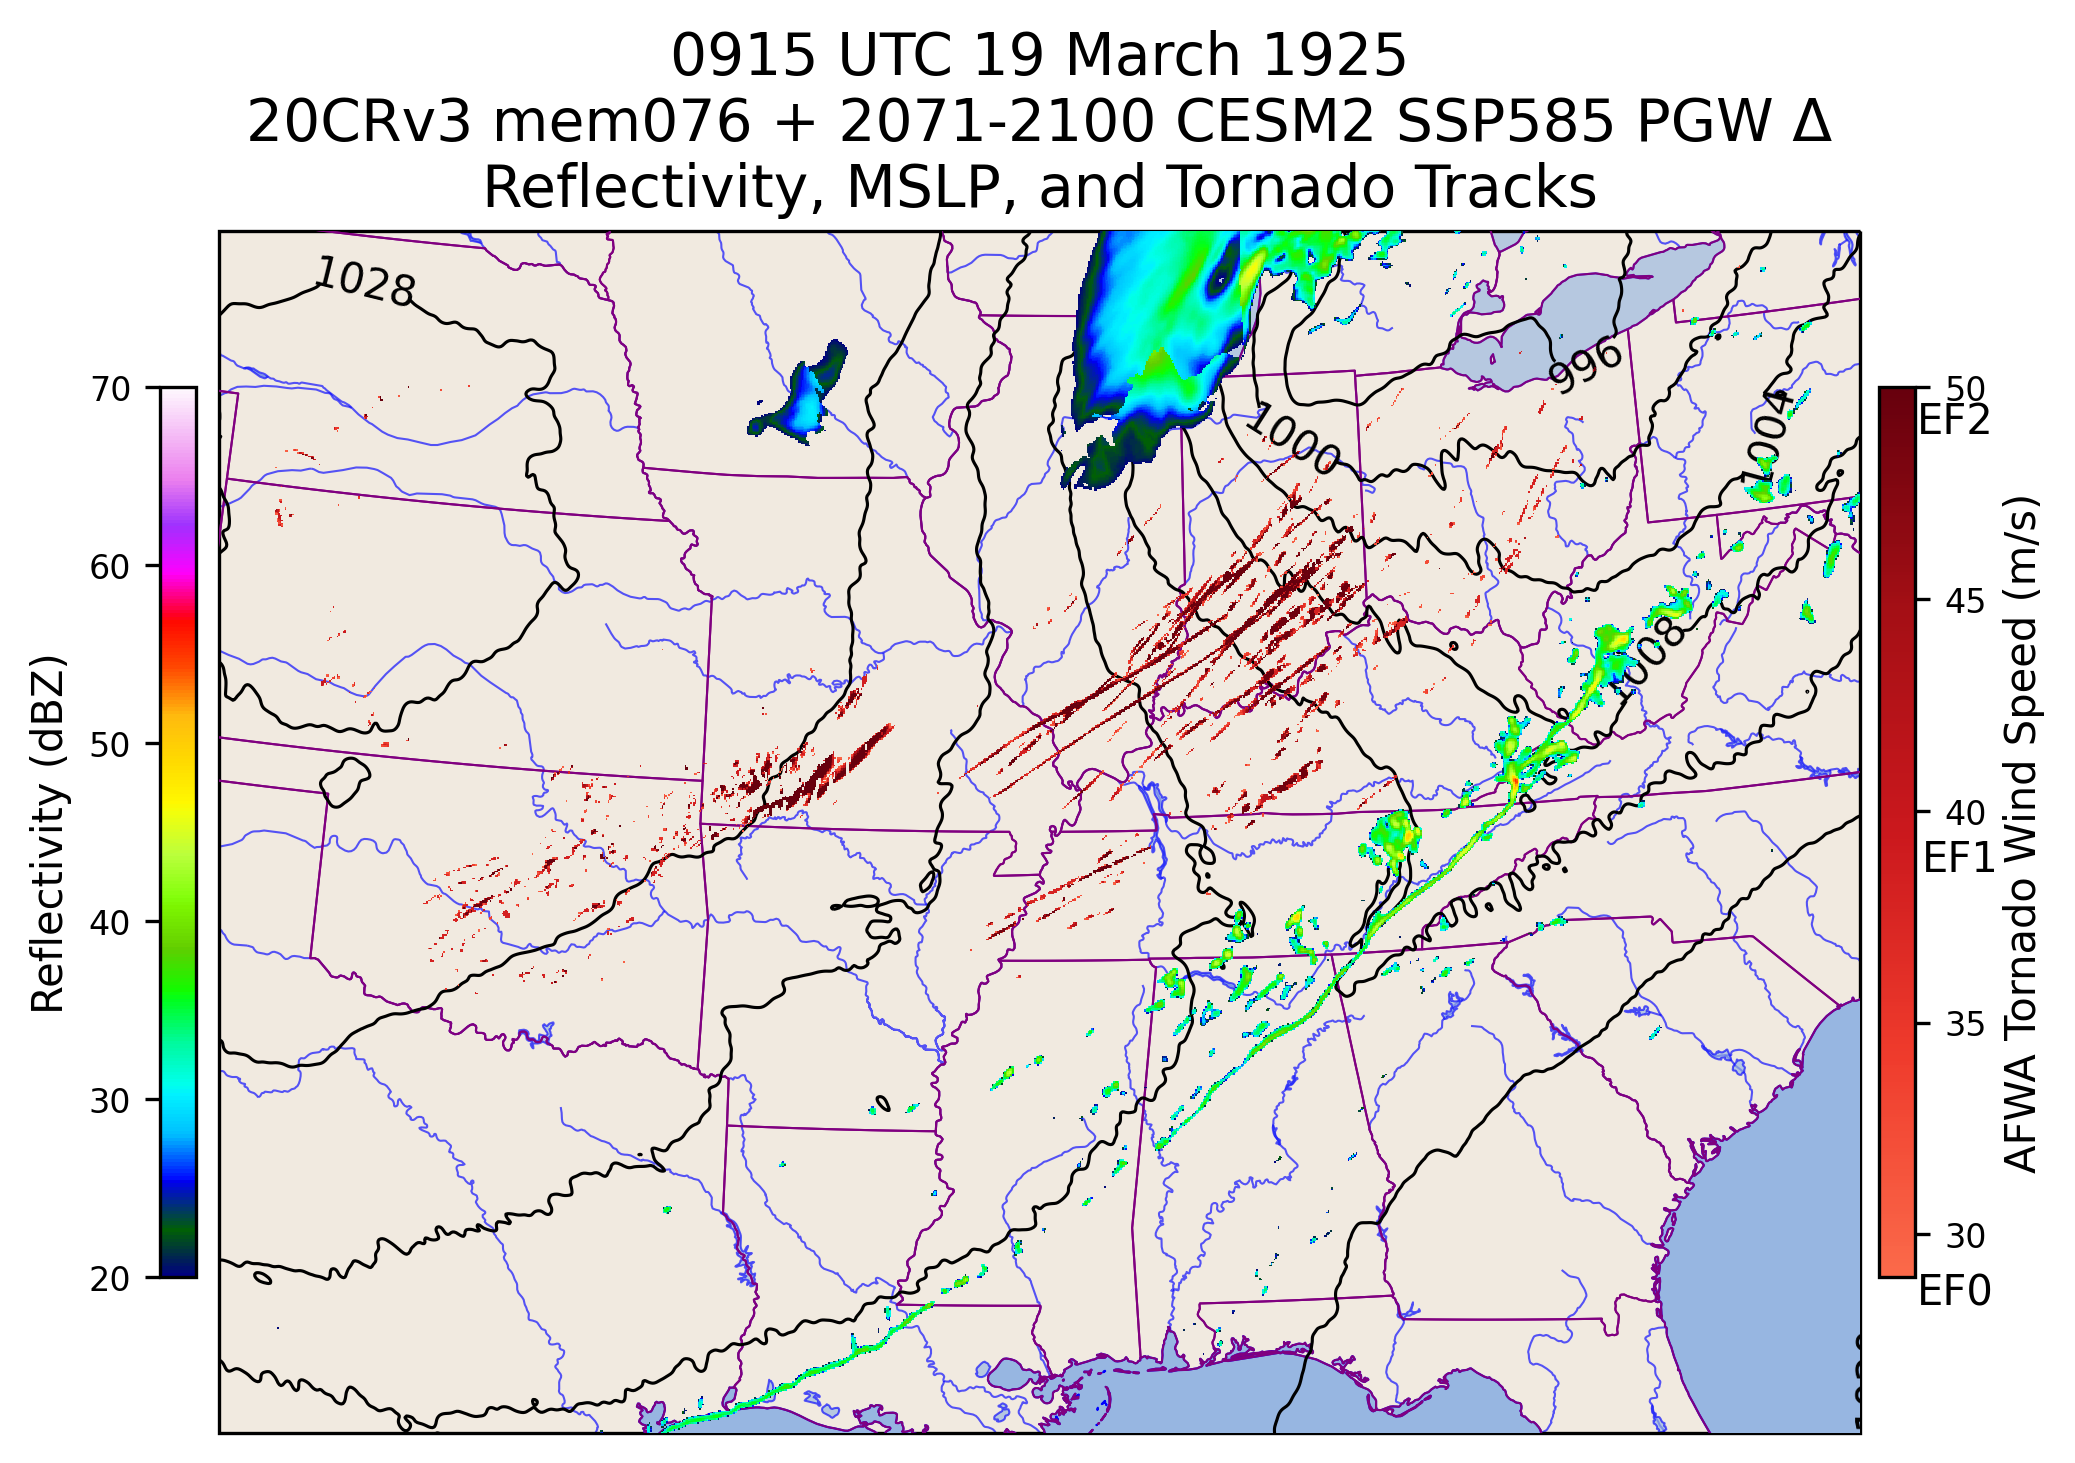 0915 UTC 19 March 1925
20CRv3 mem076 + 2071-2100 CESM2 SSP585 PGW Δ
Reflectivity, MSLP, and Tornado Tracks
1028
996
1000
1004
1008
Reflectivity (dBZ)
70
60
50
40
30
20
50
EF2
45
40
EF1
35
30
EF0
AFWA Tornado Wind Speed (m/s)